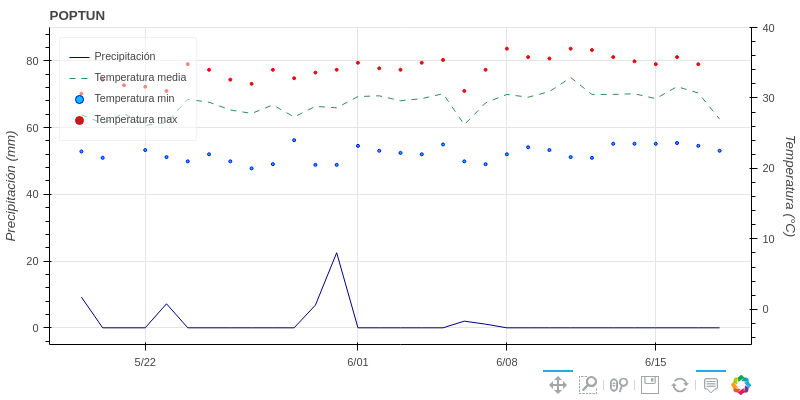 POPTUN
Precipitación
Temperatura media
Temperatura min
Temperatura max
Precipitación (mm)
80
60
40
20
0
Temperatura (°C)
40
30
20
10
0
5/22
6/01
6/08
6/15